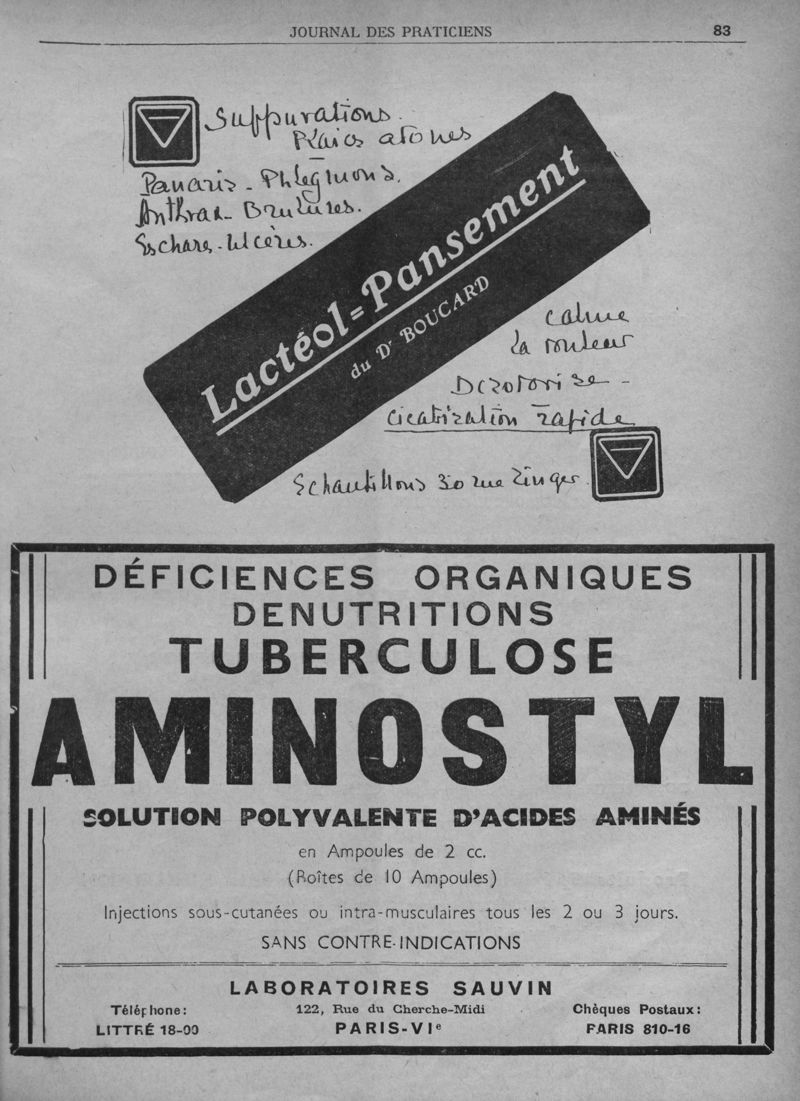 JOURNAL DES PRATICIENS 83
Suppurations.
Plaies atones
Panaris - Phlegmons.
Anthrax - Brulures.
Eschares - Ulcères.
Lactéol=Pansement
du Dr BOUCARD
calme
la douleur
Désodorise -
cicatrization rapide
Echantillons 30 rue Singer.
DÉFICIENCES ORGANIQUES
DENUTRITIONS
TUBERCULOSE
AMINOSTYL
SOLUTION POLYVALENTE D'ACIDES AMINÉS
en Ampoules de 2 cc.
(Boîtes de 10 Ampoules)
Injections sous-cutanées ou intra-musculaires tous les 2 ou 3 jours.
SANS CONTRE-INDICATIONS
LABORATOIRES SAUVIN
Téléphone: 122, Rue du Cherche-Midi Chèques Postaux:
LITTRÉ 18-00 PARIS-VIe PARIS 810-16